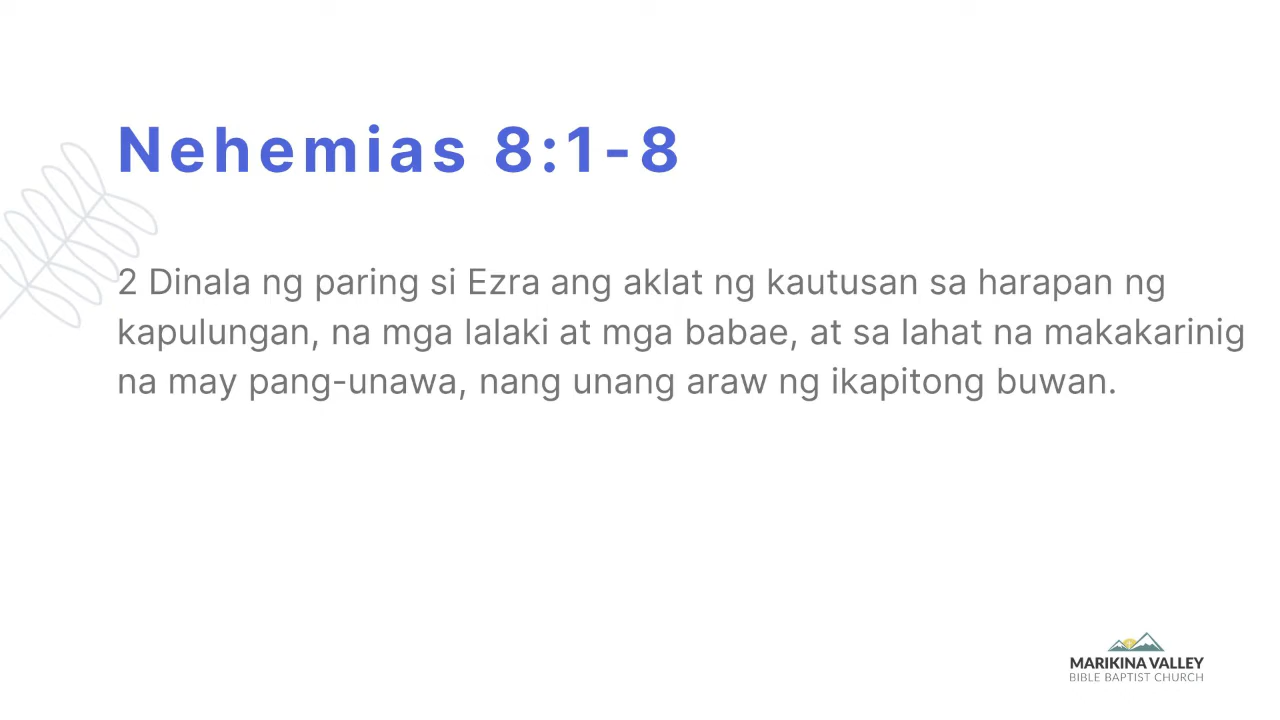 Nehemias 8:1-8
2 Dinala ng paring si Ezra ang aklat ng kautusan sa harapan ng
kapulungan, na mga lalaki at mga babae, at sa lahat na makakarinig
na may pang-unawa, nang unang araw ng ikapitong buwan.
MARIKINA VALLEY
BIBLE BAPTIST CHURCH